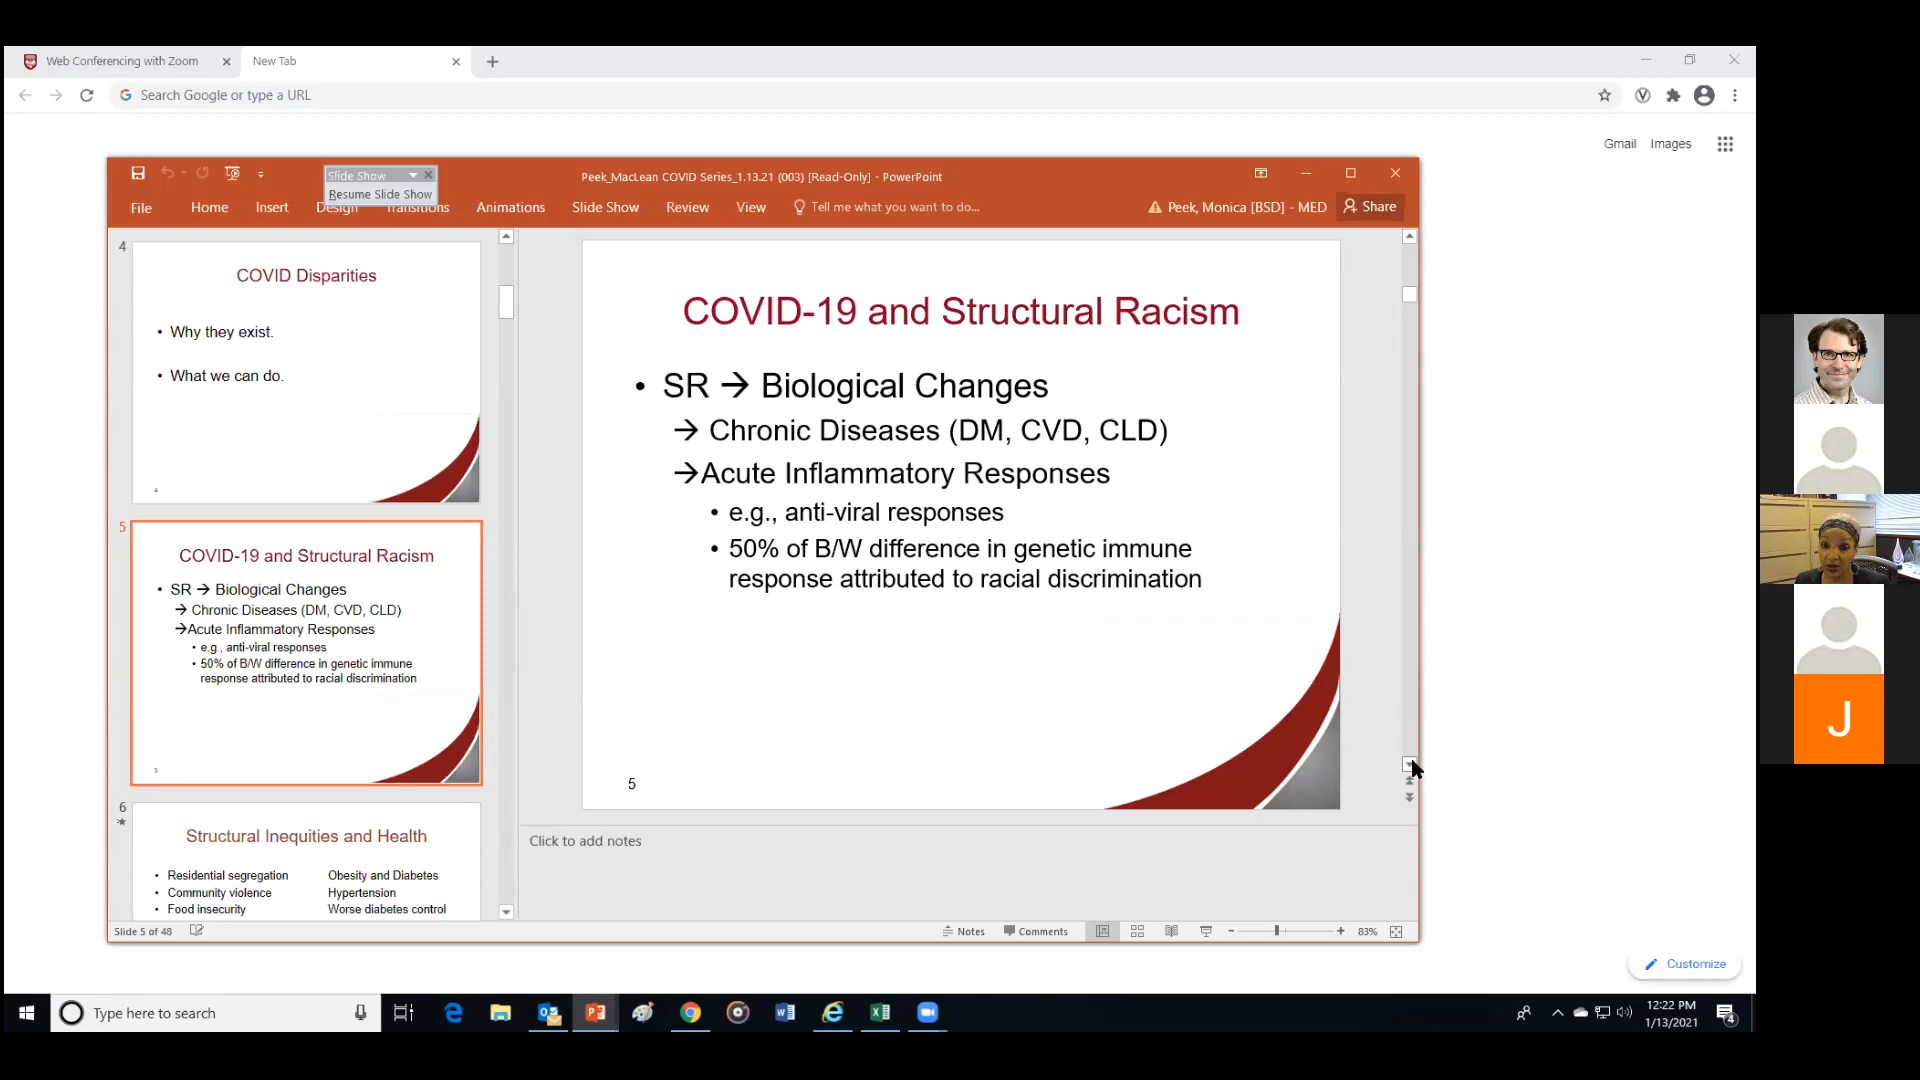 Web Conferencing with Zoom
New Tab
Search Google or type a URL
Gmail Images
Slide Show
Resume Slide Show
Peek_MacLean COVID Series_1.13.21 (003) [Read-Only] - PowerPoint
File Home Insert Design Transitions Animations Slide Show Review View Tell me what you want to do... Peek, Monica [BSD] - MED Share
4
COVID Disparities
• Why they exist.
• What we can do.
4
5
COVID-19 and Structural Racism
• SR → Biological Changes
→ Chronic Diseases (DM, CVD, CLD)
→Acute Inflammatory Responses
• e.g., anti-viral responses
• 50% of B/W difference in genetic immune
response attributed to racial discrimination
5
6
Structural Inequities and Health
• Residential segregation Obesity and Diabetes
• Community violence Hypertension
• Food insecurity Worse diabetes control
COVID-19 and Structural Racism
• SR → Biological Changes
→ Chronic Diseases (DM, CVD, CLD)
→Acute Inflammatory Responses
• e.g., anti-viral responses
• 50% of B/W difference in genetic immune
response attributed to racial discrimination
5
Click to add notes
Slide 5 of 48 Notes Comments 83%
Customize
J
Type here to search
12:22 PM
1/13/2021
4